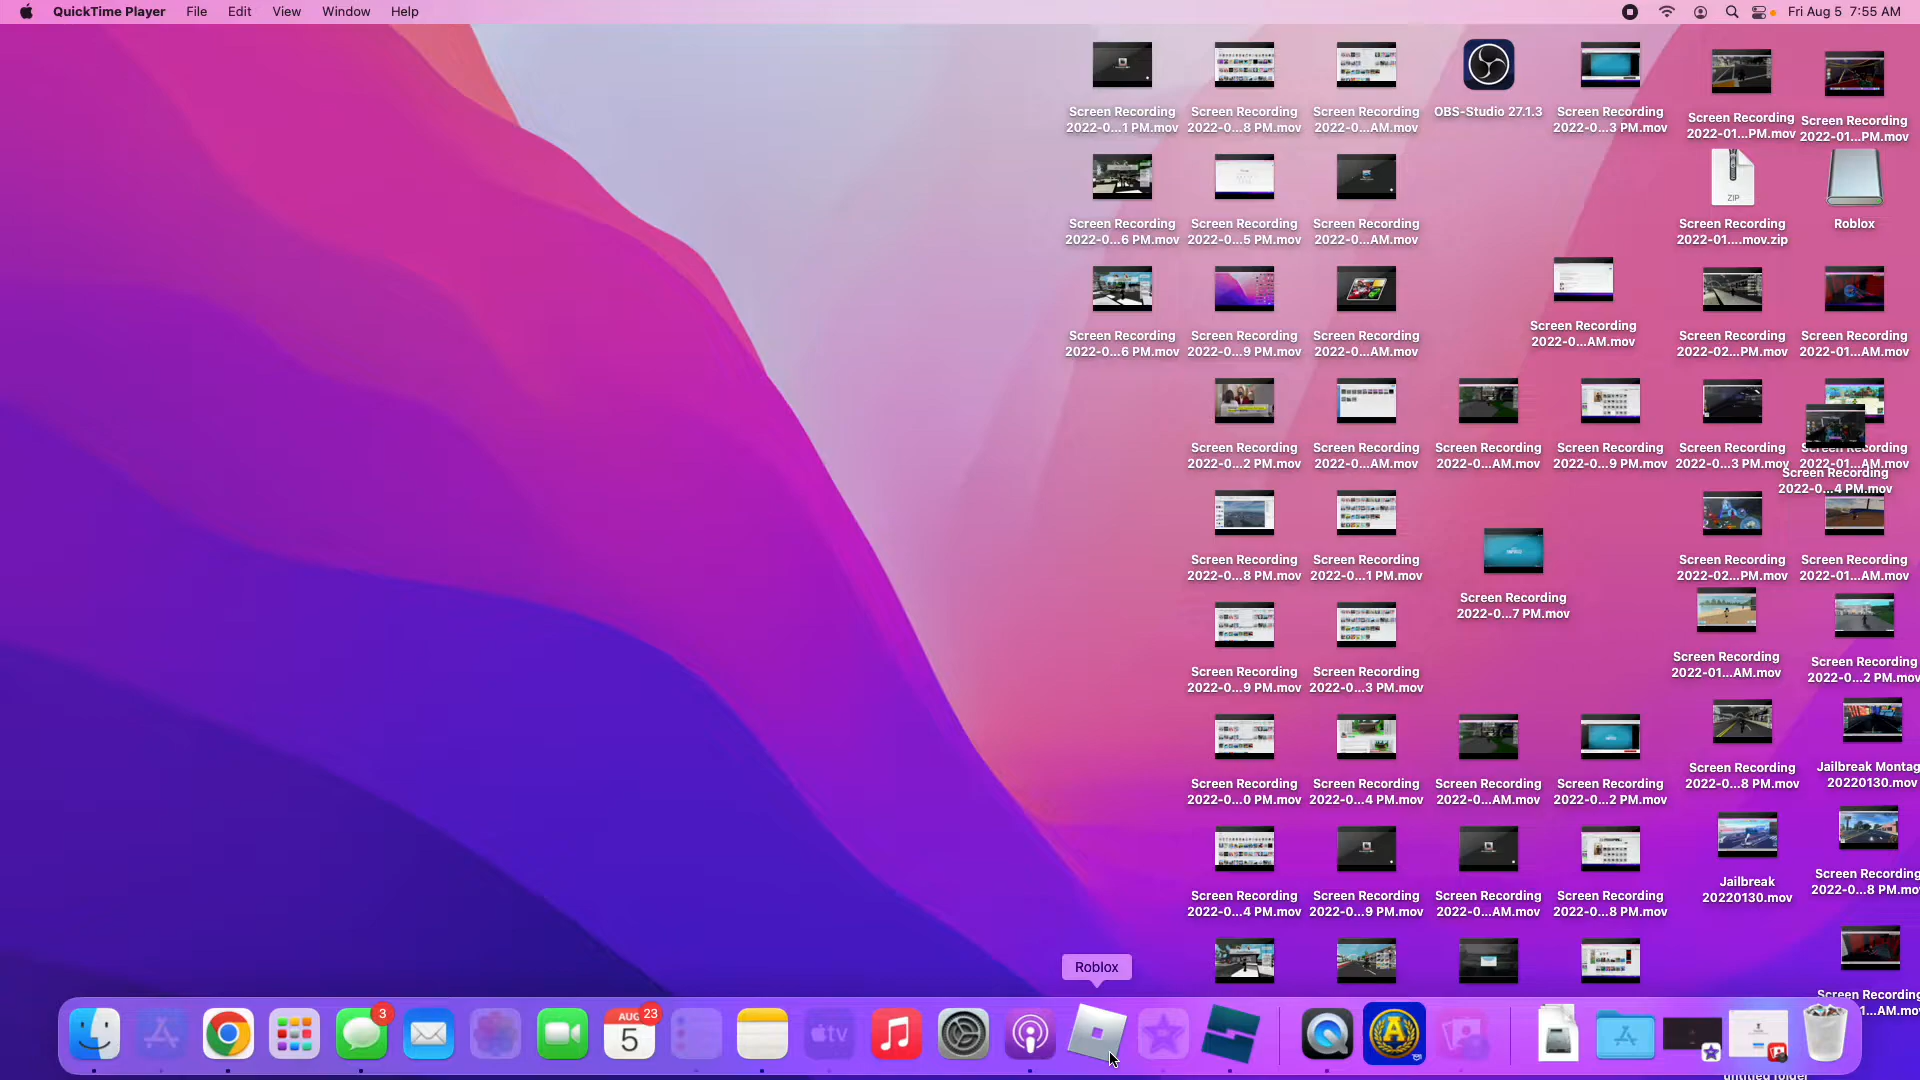 QuickTime Player File Edit View Window Help Fri Aug 5 7:55 AM
Screen Recording
2022-0...1 PM.mov
Screen Recording
2022-0...8 PM.mov
Screen Recording
2022-0...AM.mov
OBS-Studio 27.1.3
Screen Recording
2022-0...3 PM.mov
Screen Recording
2022-01...PM.mov
Screen Recording
2022-01...PM.mov
ZIP
Screen Recording
2022-0...6 PM.mov
Screen Recording
2022-0...5 PM.mov
Screen Recording
2022-0...AM.mov
Screen Recording
2022-01....mov.zip
Roblox
Screen Recording
2022-0...6 PM.mov
Screen Recording
2022-0...9 PM.mov
Screen Recording
2022-0...AM.mov
Screen Recording
2022-0...AM.mov
Screen Recording
2022-02...PM.mov
Screen Recording
2022-01...AM.mov
Screen Recording
2022-0...2 PM.mov
Screen Recording
2022-0...AM.mov
Screen Recording
2022-0...AM.mov
Screen Recording
2022-0...9 PM.mov
Screen Recording
2022-0...3 PM.mov
Screen Recording
2022-01...AM.mov
Screen Recording
2022-0...4 PM.mov
Screen Recording
2022-0...8 PM.mov
Screen Recording
2022-0...1 PM.mov
Screen Recording
2022-0...7 PM.mov
Screen Recording
2022-02...PM.mov
Screen Recording
2022-01...AM.mov
Screen Recording
2022-0...9 PM.mov
Screen Recording
2022-0...3 PM.mov
Screen Recording
2022-01...AM.mov
Screen Recording
2022-0...2 PM.mov
Screen Recording
2022-0...0 PM.mov
Screen Recording
2022-0...4 PM.mov
Screen Recording
2022-0...AM.mov
Screen Recording
2022-0...2 PM.mov
Screen Recording
2022-0...8 PM.mov
Jailbreak Montag
20220130.mov
Screen Recording
2022-0...4 PM.mov
Screen Recording
2022-0...9 PM.mov
Screen Recording
2022-0...AM.mov
Screen Recording
2022-0...8 PM.mov
Jailbreak
20220130.mov
Screen Recording
2022-0...8 PM.mov
Roblox
Screen Recording
1...AM.mov
3
AUG 23
5
tv
A
untitled folder